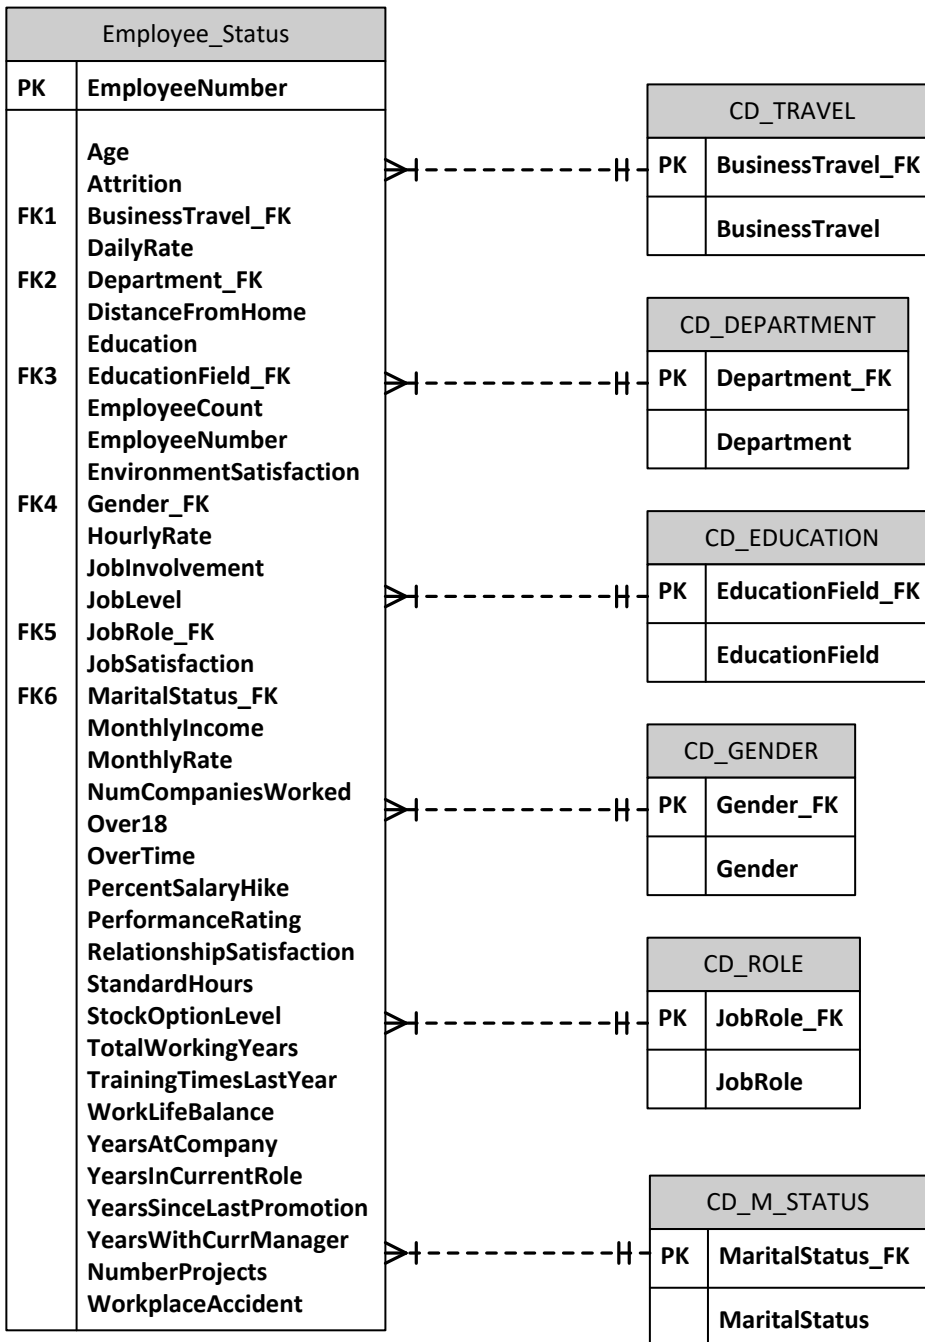 Employee_Status
PK EmployeeNumber
Age
Attrition
FK1 BusinessTravel_FK
DailyRate
FK2 Department_FK
DistanceFromHome
Education
FK3 EducationField_FK
EmployeeCount
EmployeeNumber
EnvironmentSatisfaction
FK4 Gender_FK
HourlyRate
JobInvolvement
JobLevel
FK5 JobRole_FK
JobSatisfaction
FK6 MaritalStatus_FK
MonthlyIncome
MonthlyRate
NumCompaniesWorked
Over18
OverTime
PercentSalaryHike
PerformanceRating
RelationshipSatisfaction
StandardHours
StockOptionLevel
TotalWorkingYears
TrainingTimesLastYear
WorkLifeBalance
YearsAtCompany
YearsInCurrentRole
YearsSinceLastPromotion
YearsWithCurrManager
NumberProjects
WorkplaceAccident
CD_TRAVEL
PK BusinessTravel_FK
BusinessTravel
CD_DEPARTMENT
PK Department_FK
Department
CD_EDUCATION
PK EducationField_FK
EducationField
CD_GENDER
PK Gender_FK
Gender
CD_ROLE
PK JobRole_FK
JobRole
CD_M_STATUS
PK MaritalStatus_FK
MaritalStatus